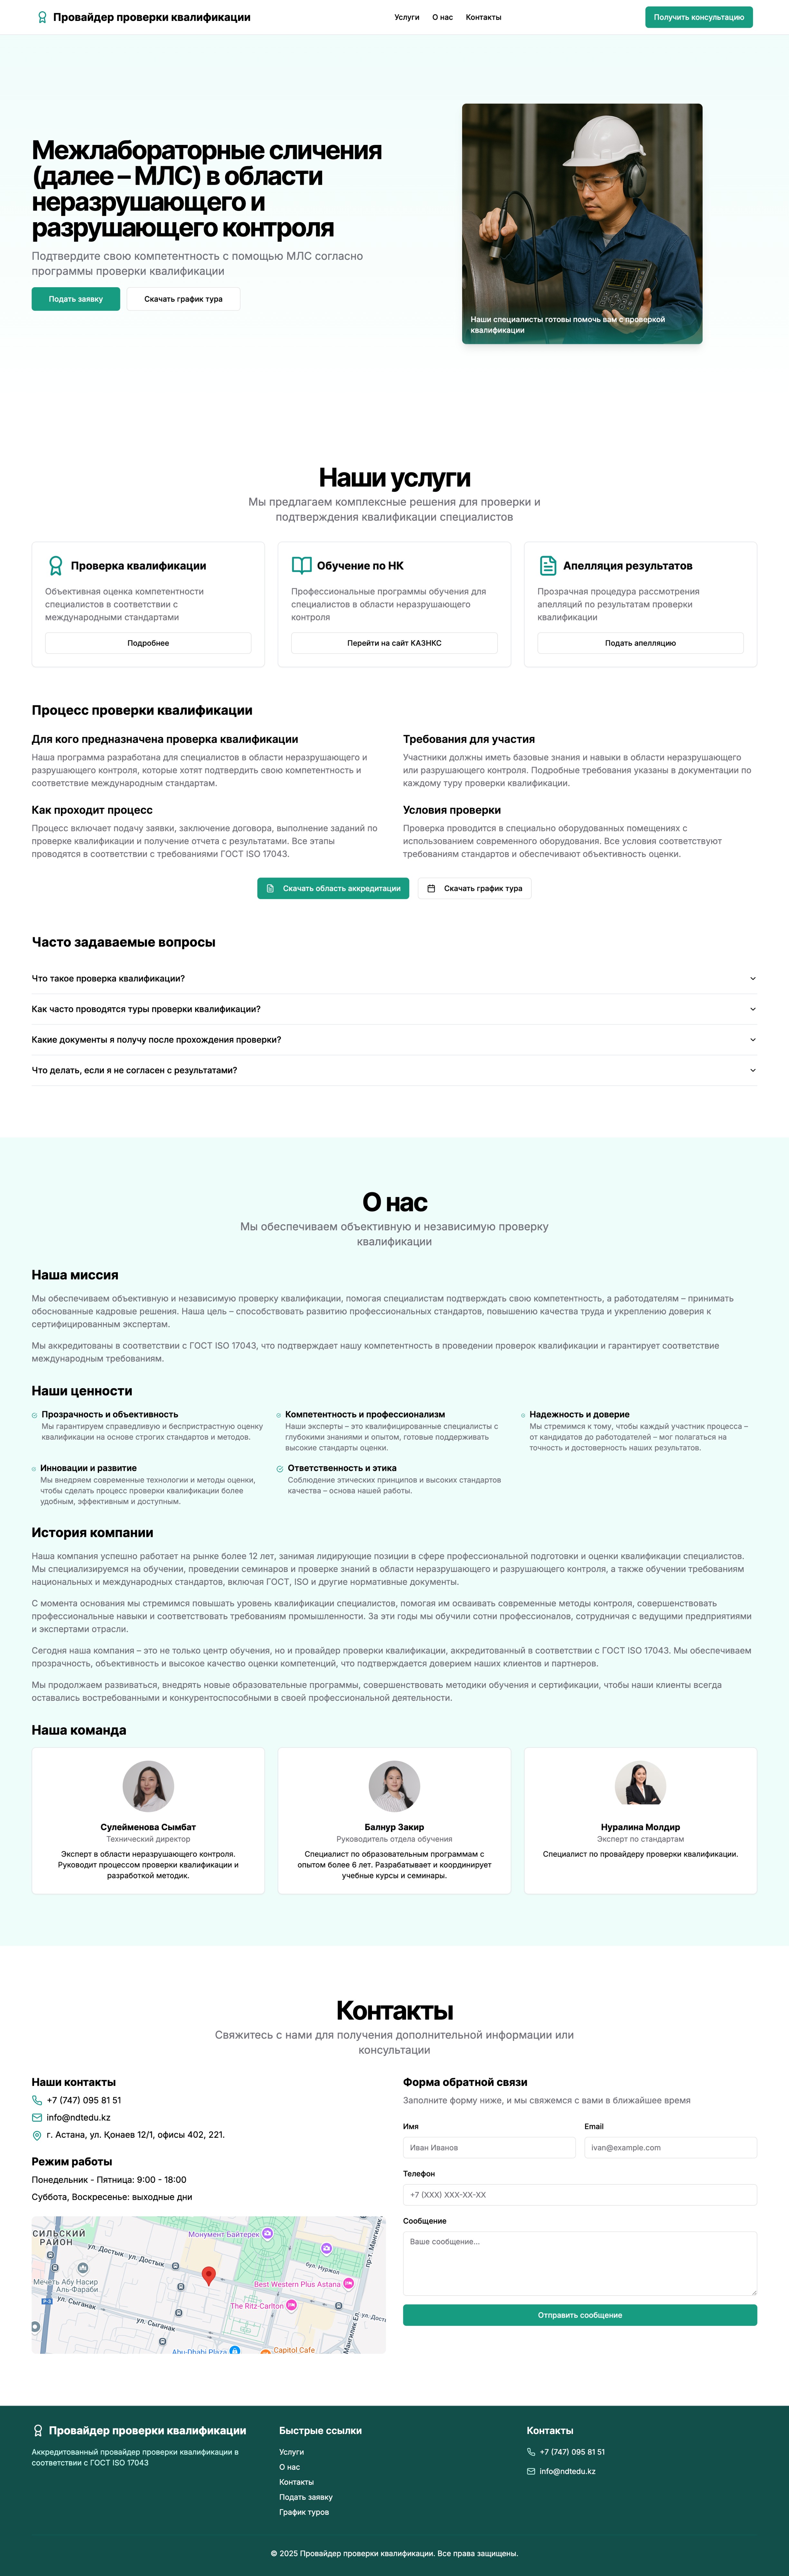 Провайдер проверки квалификации
Услуги
О нас
Контакты
Получить консультацию
Межлабораторные сличения
(далее – МЛС) в области
неразрушающего и
разрушающего контроля
Подтвердите свою компетентность с помощью МЛС согласно
программы проверки квалификации
Подать заявку
Скачать график тура
Наши специалисты готовы помочь вам с проверкой
квалификации
Наши услуги
Мы предлагаем комплексные решения для проверки и
подтверждения квалификации специалистов
Проверка квалификации
Объективная оценка компетентности
специалистов в соответствии с
международными стандартами
Подробнее
Обучение по НК
Профессиональные программы обучения для
специалистов в области неразрушающего
контроля
Перейти на сайт КАЗНКС
Апелляция результатов
Прозрачная процедура рассмотрения
апелляций по результатам проверки
квалификации
Подать апелляцию
Процесс проверки квалификации
Для кого предназначена проверка квалификации
Наша программа разработана для специалистов в области неразрушающего и
разрушающего контроля, которые хотят подтвердить свою компетентность и
соответствие международным стандартам.
Требования для участия
Участники должны иметь базовые знания и навыки в области неразрушающего
или разрушающего контроля. Подробные требования указаны в документации по
каждому туру проверки квалификации.
Как проходит процесс
Процесс включает подачу заявки, заключение договора, выполнение заданий по
проверке квалификации и получение отчета с результатами. Все этапы
проводятся в соответствии с требованиями ГОСТ ISO 17043.
Условия проверки
Проверка проводится в специально оборудованных помещениях с
использованием современного оборудования. Все условия соответствуют
требованиям стандартов и обеспечивают объективность оценки.
Скачать область аккредитации
Скачать график тура
Часто задаваемые вопросы
Что такое проверка квалификации?
Как часто проводятся туры проверки квалификации?
Какие документы я получу после прохождения проверки?
Что делать, если я не согласен с результатами?
О нас
Мы обеспечиваем объективную и независимую проверку
квалификации
Наша миссия
Мы обеспечиваем объективную и независимую проверку квалификации, помогая специалистам подтверждать свою компетентность, а работодателям – принимать
обоснованные кадровые решения. Наша цель – способствовать развитию профессиональных стандартов, повышению качества труда и укреплению доверия к
сертифицированным экспертам.
Мы аккредитованы в соответствии с ГОСТ ISO 17043, что подтверждает нашу компетентность в проведении проверок квалификации и гарантирует соответствие
международным требованиям.
Наши ценности
Прозрачность и объективность
Мы гарантируем справедливую и беспристрастную оценку
квалификации на основе строгих стандартов и методов.
Компетентность и профессионализм
Наши эксперты – это квалифицированные специалисты с
глубокими знаниями и опытом, готовые поддерживать
высокие стандарты оценки.
Надежность и доверие
Мы стремимся к тому, чтобы каждый участник процесса –
от кандидатов до работодателей – мог полагаться на
точность и достоверность наших результатов.
Инновации и развитие
Мы внедряем современные технологии и методы оценки,
чтобы сделать процесс проверки квалификации более
удобным, эффективным и доступным.
Ответственность и этика
Соблюдение этических принципов и высоких стандартов
качества – основа нашей работы.
История компании
Наша компания успешно работает на рынке более 12 лет, занимая лидирующие позиции в сфере профессиональной подготовки и оценки квалификации специалистов.
Мы специализируемся на обучении, проведении семинаров и проверке знаний в области неразрушающего и разрушающего контроля, а также обучении требованиям
национальных и международных стандартов, включая ГОСТ, ISO и другие нормативные документы.
С момента основания мы стремимся повышать уровень квалификации специалистов, помогая им осваивать современные методы контроля, совершенствовать
профессиональные навыки и соответствовать требованиям промышленности. За эти годы мы обучили сотни профессионалов, сотрудничая с ведущими предприятиями
и экспертами отрасли.
Сегодня наша компания – это не только центр обучения, но и провайдер проверки квалификации, аккредитованный в соответствии с ГОСТ ISO 17043. Мы обеспечиваем
прозрачность, объективность и высокое качество оценки компетенций, что подтверждается доверием наших клиентов и партнеров.
Мы продолжаем развиваться, внедрять новые образовательные программы, совершенствовать методики обучения и сертификации, чтобы наши клиенты всегда
оставались востребованными и конкурентоспособными в своей профессиональной деятельности.
Наша команда
Сулейменова Сымбат
Технический директор
Эксперт в области неразрушающего контроля.
Руководит процессом проверки квалификации и
разработкой методик.
Балнур Закир
Руководитель отдела обучения
Специалист по образовательным программам с
опытом более 6 лет. Разрабатывает и координирует
учебные курсы и семинары.
Нуралина Молдир
Эксперт по стандартам
Специалист по провайдеру проверки квалификации.
Контакты
Свяжитесь с нами для получения дополнительной информации или
консультации
Наши контакты
+7 (747) 095 81 51
info@ndtedu.kz
г. Астана, ул. Қонаев 12/1, офисы 402, 221.
Режим работы
Понедельник - Пятница: 9:00 - 18:00
Суббота, Воскресенье: выходные дни
СИЛЬСКИЙ
РАЙОН
Монумент Байтерек
ул. Достык
ул. Достык
бул. Нуржол
пр-т. Мангилик
Мечеть Абу Насир
Аль-Фараби
Best Western Plus Astana
The Ritz-Carlton
ул. Сыганак
ул. Сыганак
ул. Дост
Мангилик Ел
Abu-Dhabi Plaza
Capitol Cafe
Форма обратной связи
Заполните форму ниже, и мы свяжемся с вами в ближайшее время
Имя
Email
Иван Иванов
ivan@example.com
Телефон
+7 (XXX) XXX-XX-XX
Сообщение
Ваше сообщение...
Отправить сообщение
Провайдер проверки квалификации
Аккредитованный провайдер проверки квалификации в
соответствии с ГОСТ ISO 17043
Быстрые ссылки
Услуги
О нас
Контакты
Подать заявку
График туров
Контакты
+7 (747) 095 81 51
info@ndtedu.kz
© 2025 Провайдер проверки квалификации. Все права защищены.